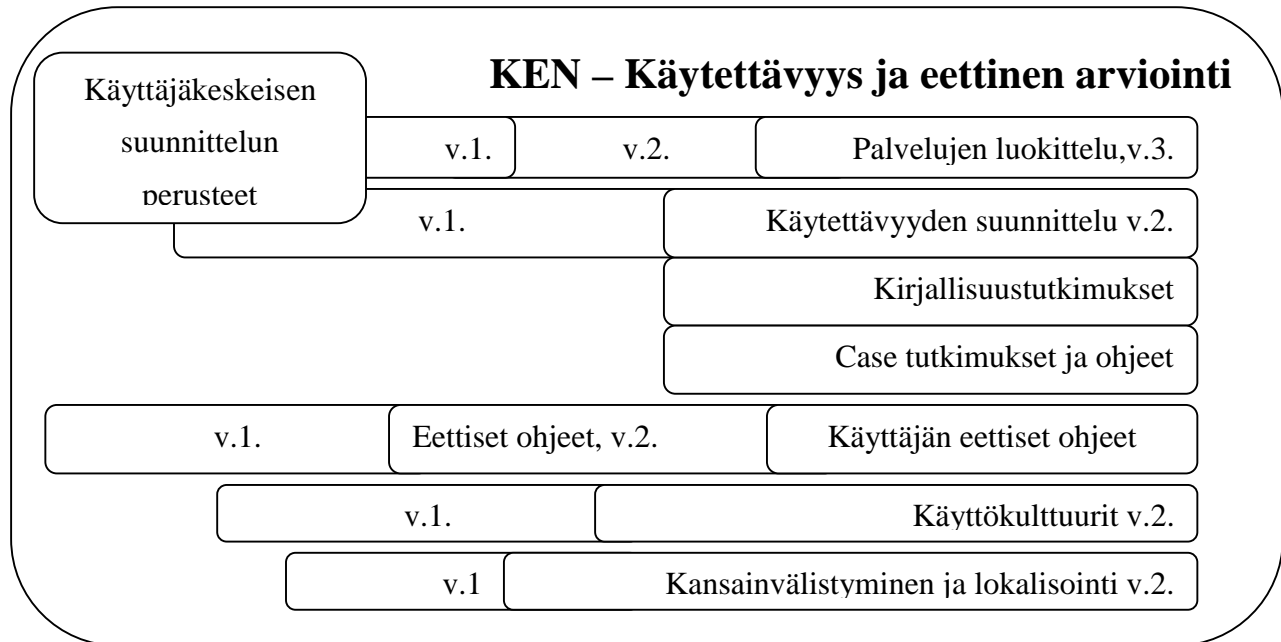 KEN – Käytettävyys ja eettinen arviointi
Käyttäjäkeskeisen
suunnittelun
perusteet
v.1. v.2. Palvelujen luokittelu,v.3.
v.1. Käytettävyyden suunnittelu v.2.
Kirjallisuustutkimukset
Case tutkimukset ja ohjeet
v.1. Eettiset ohjeet, v.2. Käyttäjän eettiset ohjeet
v.1. Käyttökulttuurit v.2.
v.1 Kansainvälistyminen ja lokalisointi v.2.